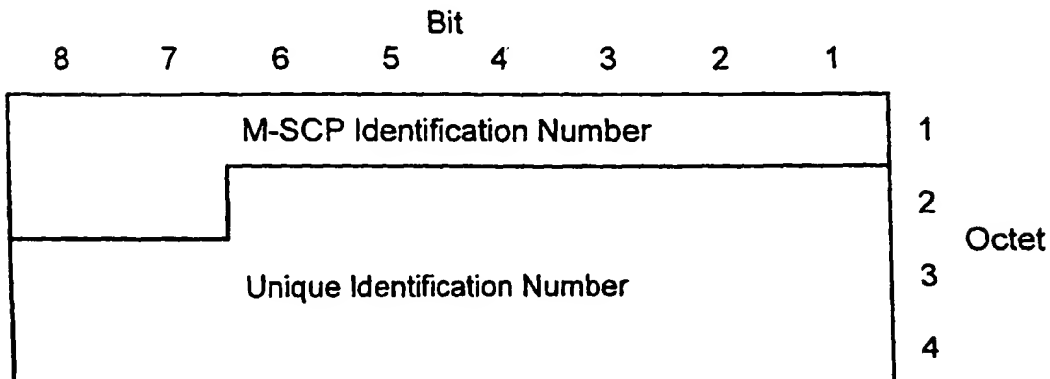 Bit
8 7 6 5 4 3 2 1
M-SCP Identification Number 1
2
Octet
3
Unique Identification Number
4